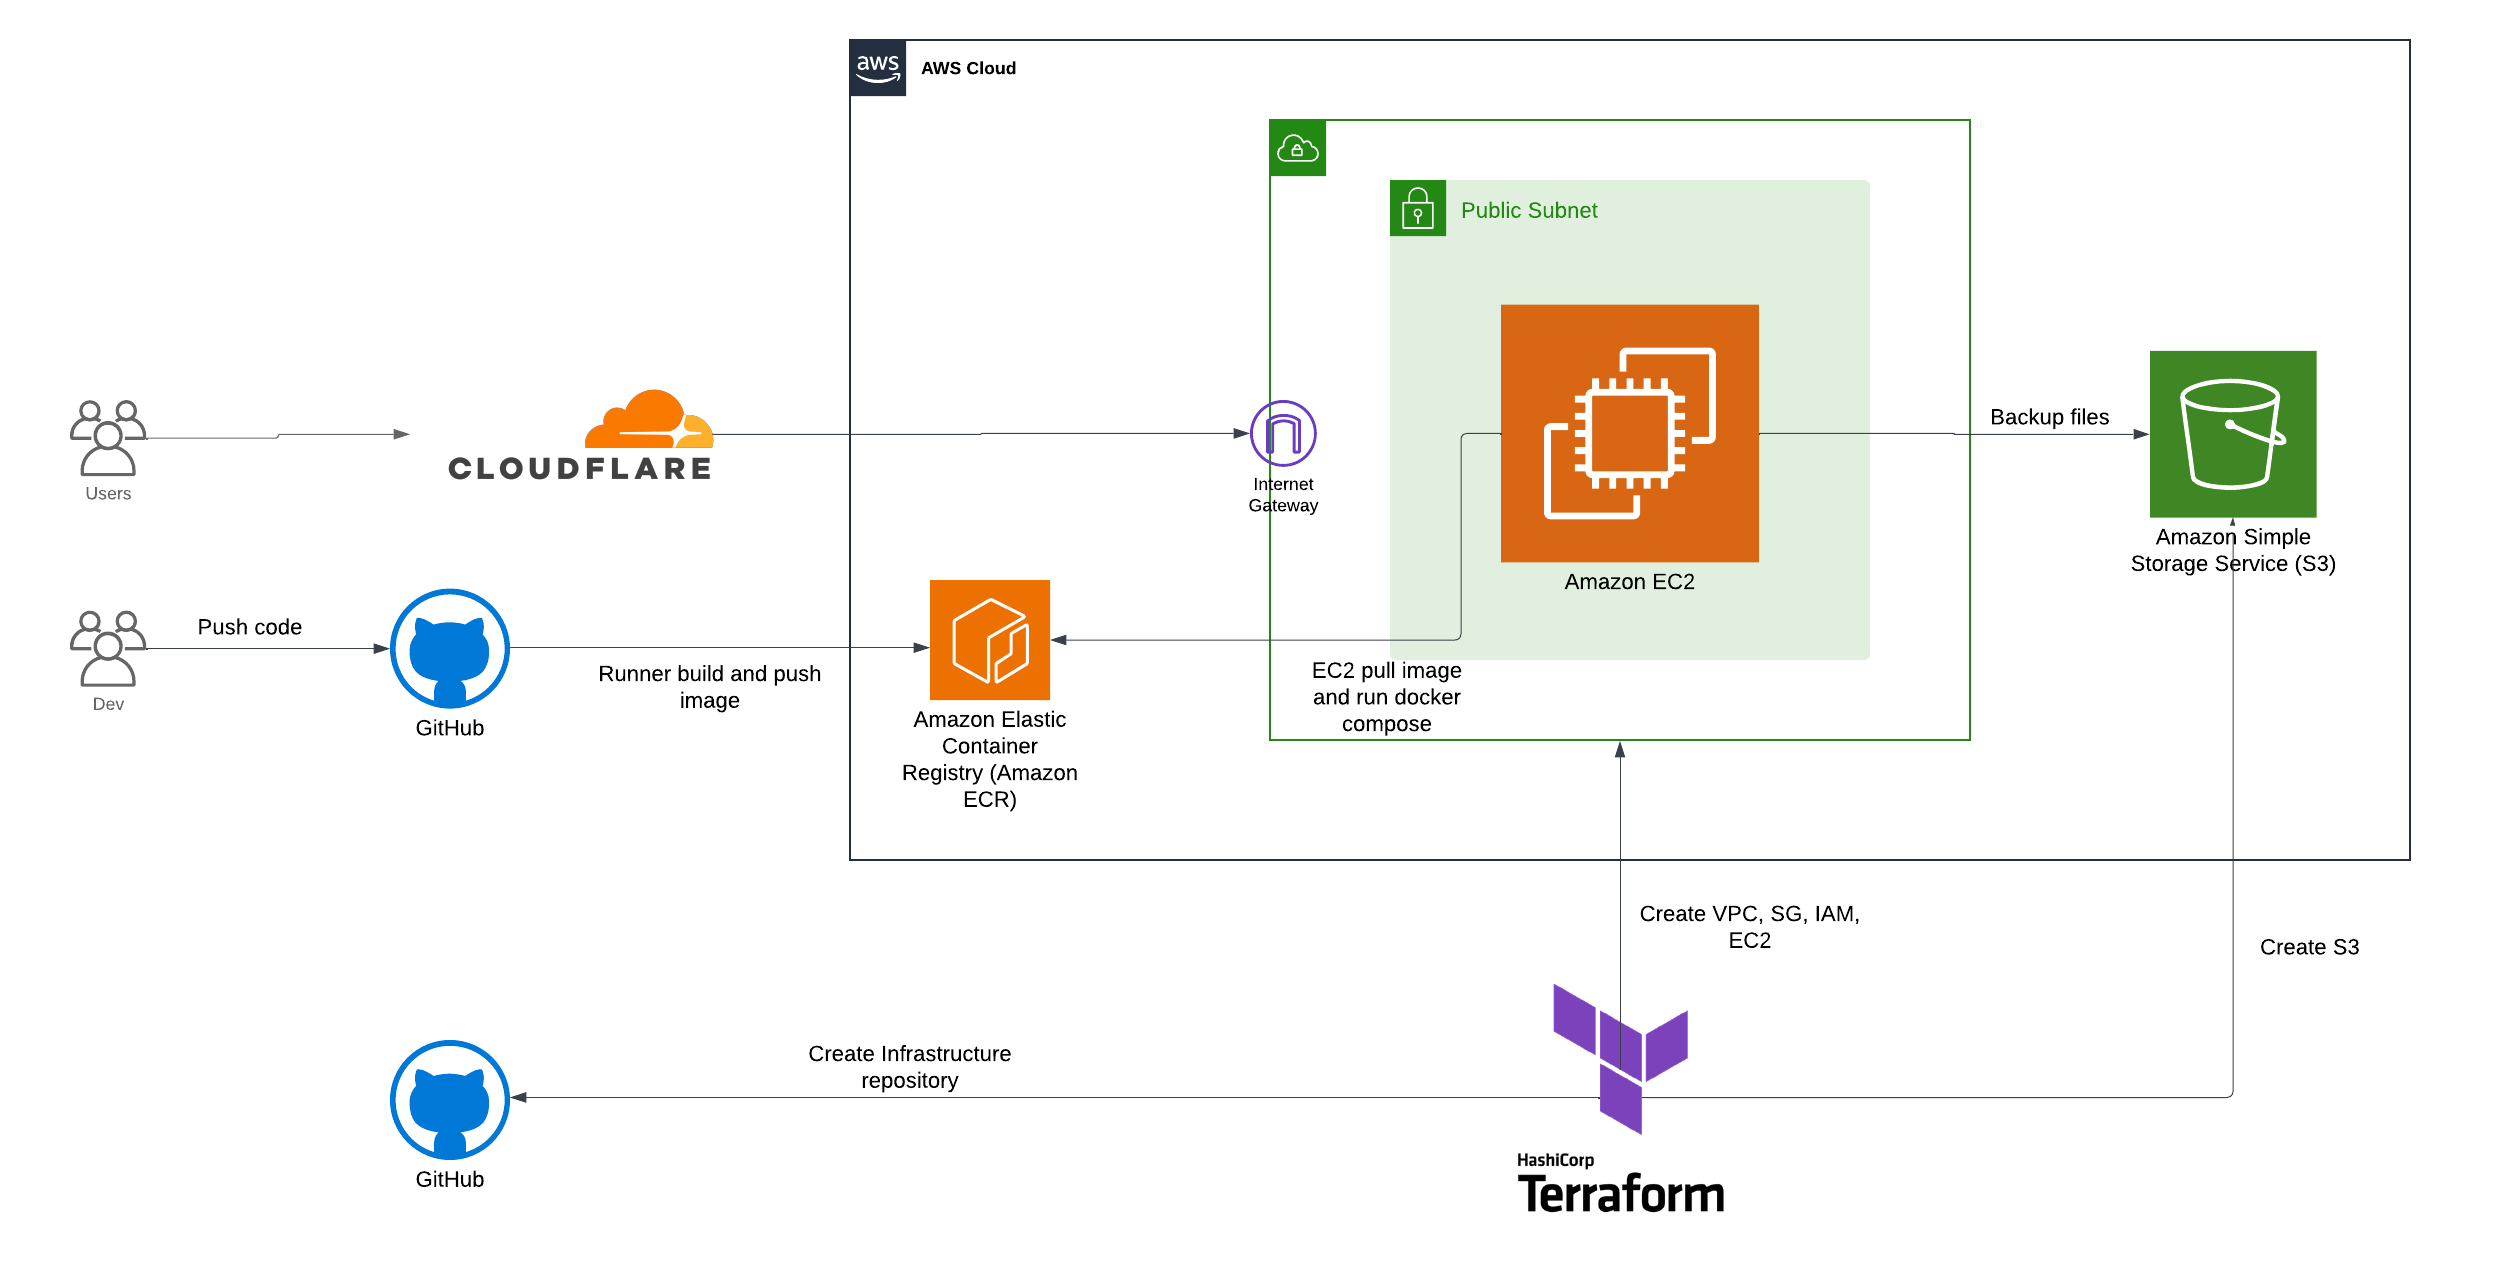 aws
AWS Cloud
Public Subnet
Users
CLOUDFLARE
Internet
Gateway
Amazon EC2
Backup files
Amazon Simple
Storage Service (S3)
Dev
Push code
GitHub
Runner build and push
image
Amazon Elastic
Container
Registry (Amazon
ECR)
EC2 pull image
and run docker
compose
Create VPC, SG, IAM,
EC2
Create S3
Create Infrastructure
repository
GitHub
HashiCorp
Terraform